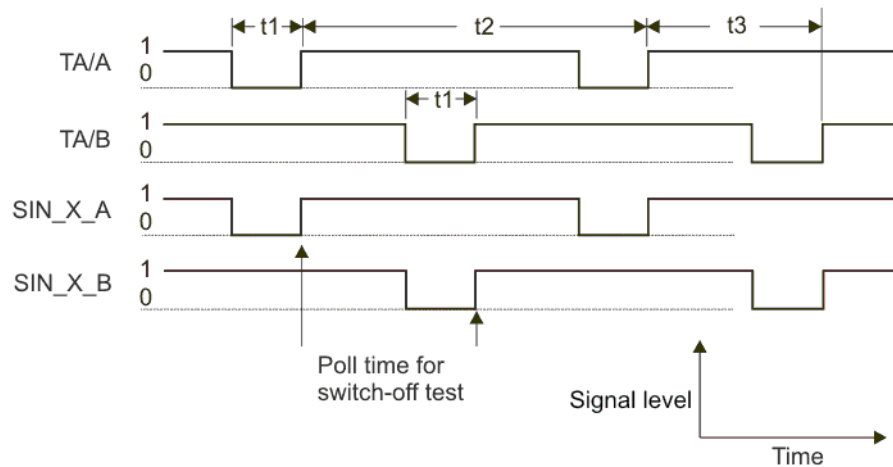 t1
t2
t3
TA/A
1
0
t1
TA/B
1
0
SIN_X_A
1
0
SIN_X_B
1
0
Poll time for
switch-off test
Signal level
Time